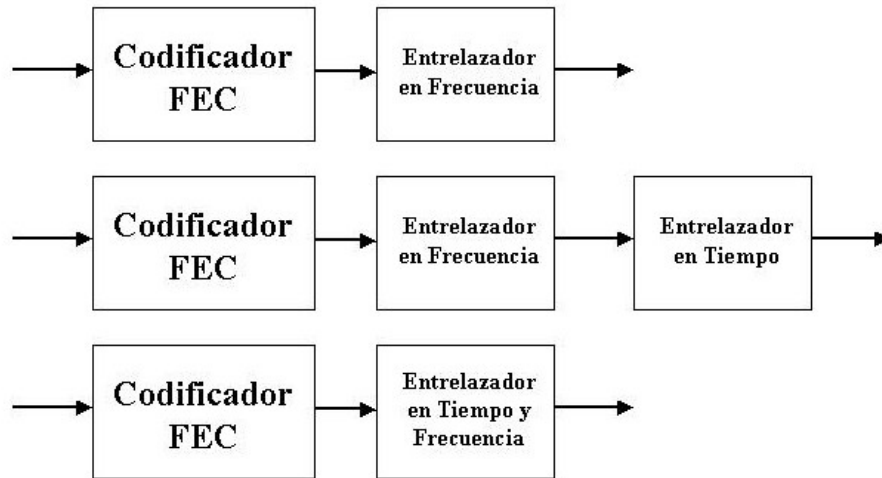 Codificador
FEC
Entrelazador
en Frecuencia
Codificador
FEC
Entrelazador
en Frecuencia
Entrelazador
en Tiempo
Codificador
FEC
Entrelazador
en Tiempo y
Frecuencia